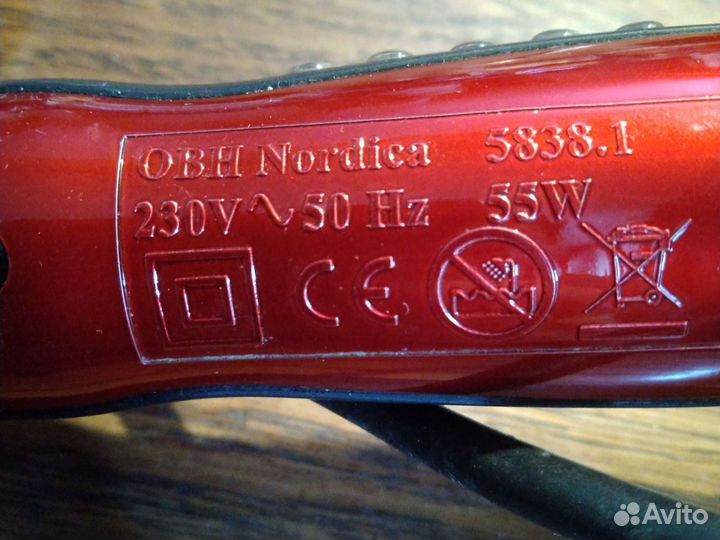 OBH Nordica 5838.1
230V ~ 50 Hz 55W
CE
Avito